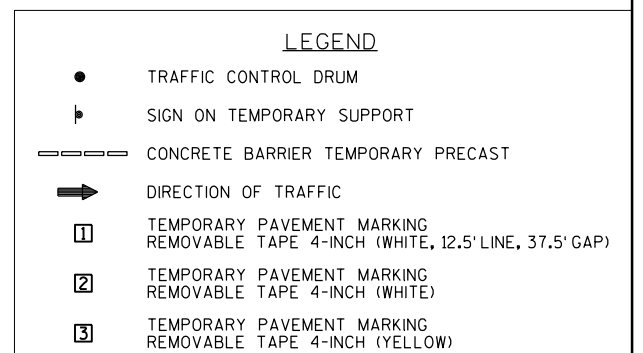 LEGEND
TRAFFIC CONTROL DRUM
SIGN ON TEMPORARY SUPPORT
CONCRETE BARRIER TEMPORARY PRECAST
DIRECTION OF TRAFFIC
1 TEMPORARY PAVEMENT MARKING
REMOVABLE TAPE 4-INCH (WHITE, 12.5' LINE, 37.5' GAP)
2 TEMPORARY PAVEMENT MARKING
REMOVABLE TAPE 4-INCH (WHITE)
3 TEMPORARY PAVEMENT MARKING
REMOVABLE TAPE 4-INCH (YELLOW)